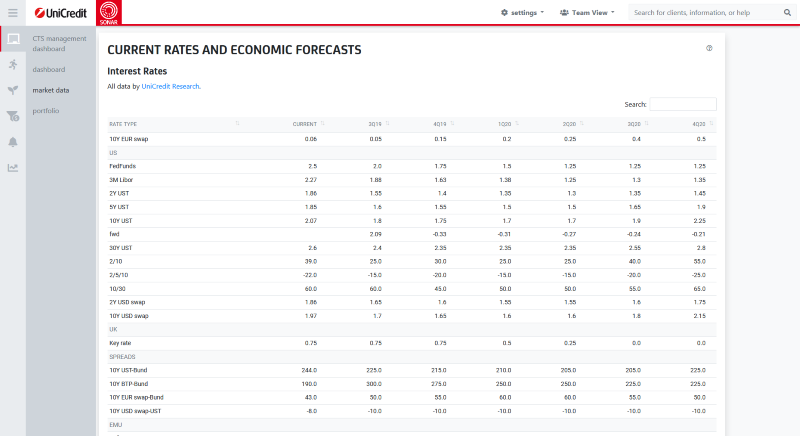 UniCredit
SONAR
settings
Team View
Search for clients, information, or help
CTS management
dashboard
dashboard
market data
portfolio
CURRENT RATES AND ECONOMIC FORECASTS
Interest Rates
All data by UniCredit Research.
Search:
RATE TYPE CURRENT 3Q19 4Q19 1Q20 2Q20 3Q20 4Q20
10Y EUR swap 0.06 0.05 0.15 0.2 0.25 0.4 0.5
US
FedFunds 2.5 2.0 1.75 1.5 1.25 1.25 1.25
3M Libor 2.27 1.88 1.63 1.38 1.25 1.3 1.35
2Y UST 1.86 1.55 1.4 1.35 1.3 1.35 1.45
5Y UST 1.85 1.6 1.55 1.5 1.5 1.65 1.9
10Y UST 2.07 1.8 1.75 1.7 1.7 1.9 2.25
fwd 2.09 -0.33 -0.31 -0.27 -0.24 -0.21
30Y UST 2.6 2.4 2.35 2.35 2.35 2.55 2.8
2/10 39.0 25.0 30.0 25.0 25.0 40.0 55.0
2/5/10 -22.0 -15.0 -20.0 -15.0 -15.0 -20.0 -25.0
10/30 60.0 60.0 45.0 50.0 50.0 55.0 65.0
2Y USD swap 1.86 1.65 1.6 1.55 1.55 1.6 1.75
10Y USD swap 1.97 1.7 1.65 1.6 1.6 1.8 2.15
UK
Key rate 0.75 0.75 0.75 0.5 0.25 0.0 0.0
SPREADS
10Y UST-Bund 244.0 225.0 215.0 210.0 205.0 205.0 225.0
10Y BTP-Bund 190.0 300.0 275.0 250.0 250.0 225.0 225.0
10Y EUR swap-Bund 43.0 50.0 55.0 60.0 60.0 55.0 50.0
10Y USD swap-UST -8.0 -10.0 -10.0 -10.0 -10.0 -10.0 -10.0
EMU